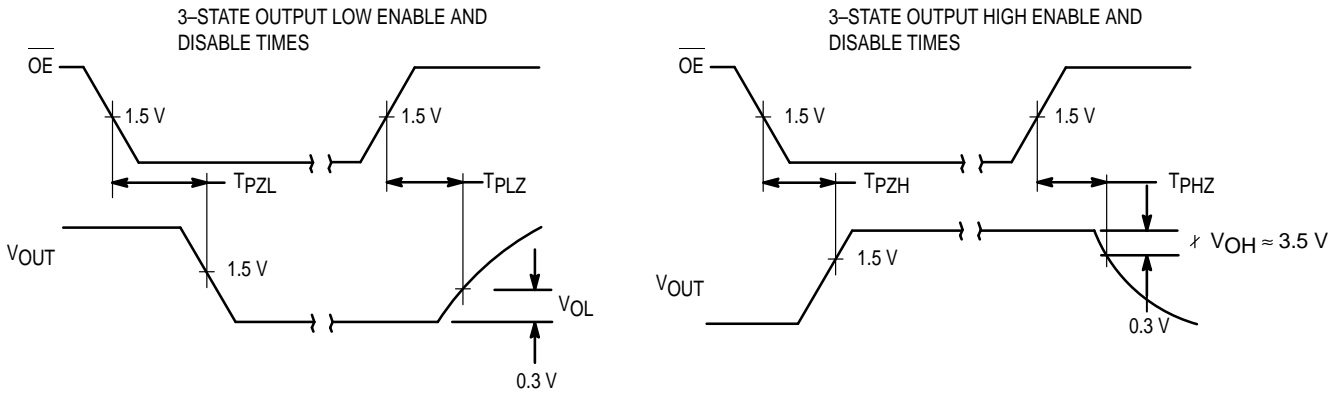 3–STATE OUTPUT LOW ENABLE AND
DISABLE TIMES
OE
1.5 V
1.5 V
TPZL
TPLZ
VOUT
1.5 V
VOL
0.3 V
3–STATE OUTPUT HIGH ENABLE AND
DISABLE TIMES
OE
1.5 V
1.5 V
TPZH
TPHZ
VOH ≈ 3.5 V
1.5 V
VOUT
0.3 V